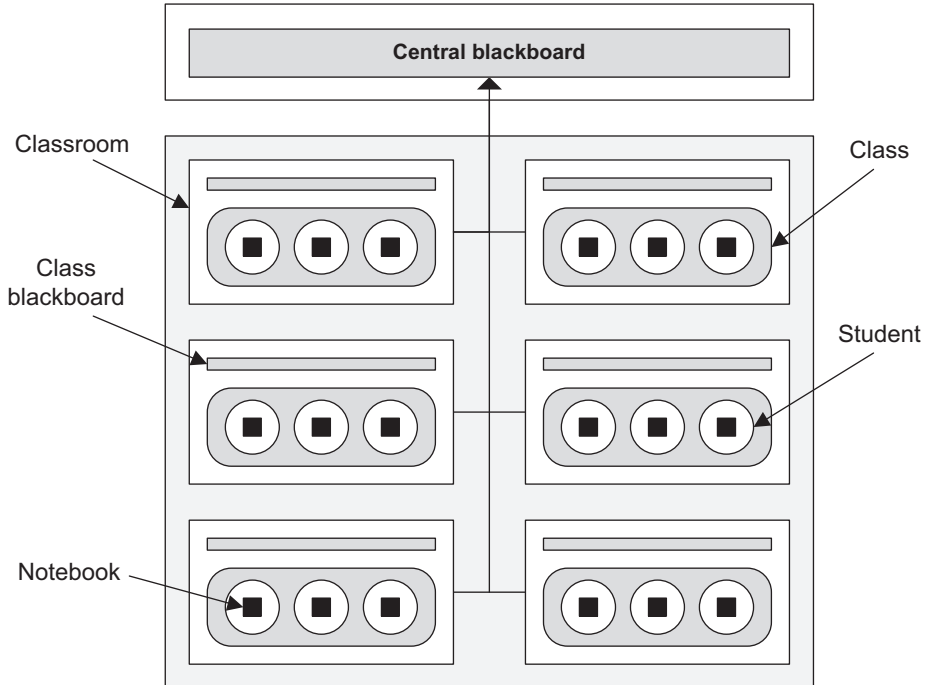 Central blackboard
Classroom
Class
Class
blackboard
Student
Notebook